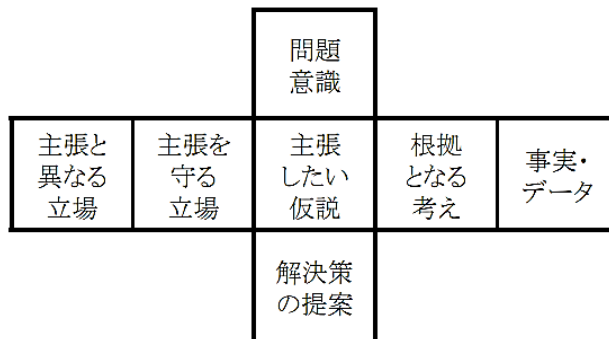 問題
意識
主張と
異なる
立場
主張を
守る
立場
主張
したい
仮説
根拠
となる
考え
事実・
データ
解決策
の提案